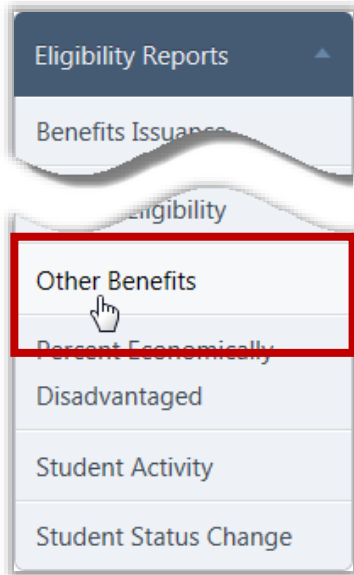 Eligibility Reports
Benefits Issuance
Eligibility
Other Benefits
Percent Economically
Disadvantaged
Student Activity
Student Status Change